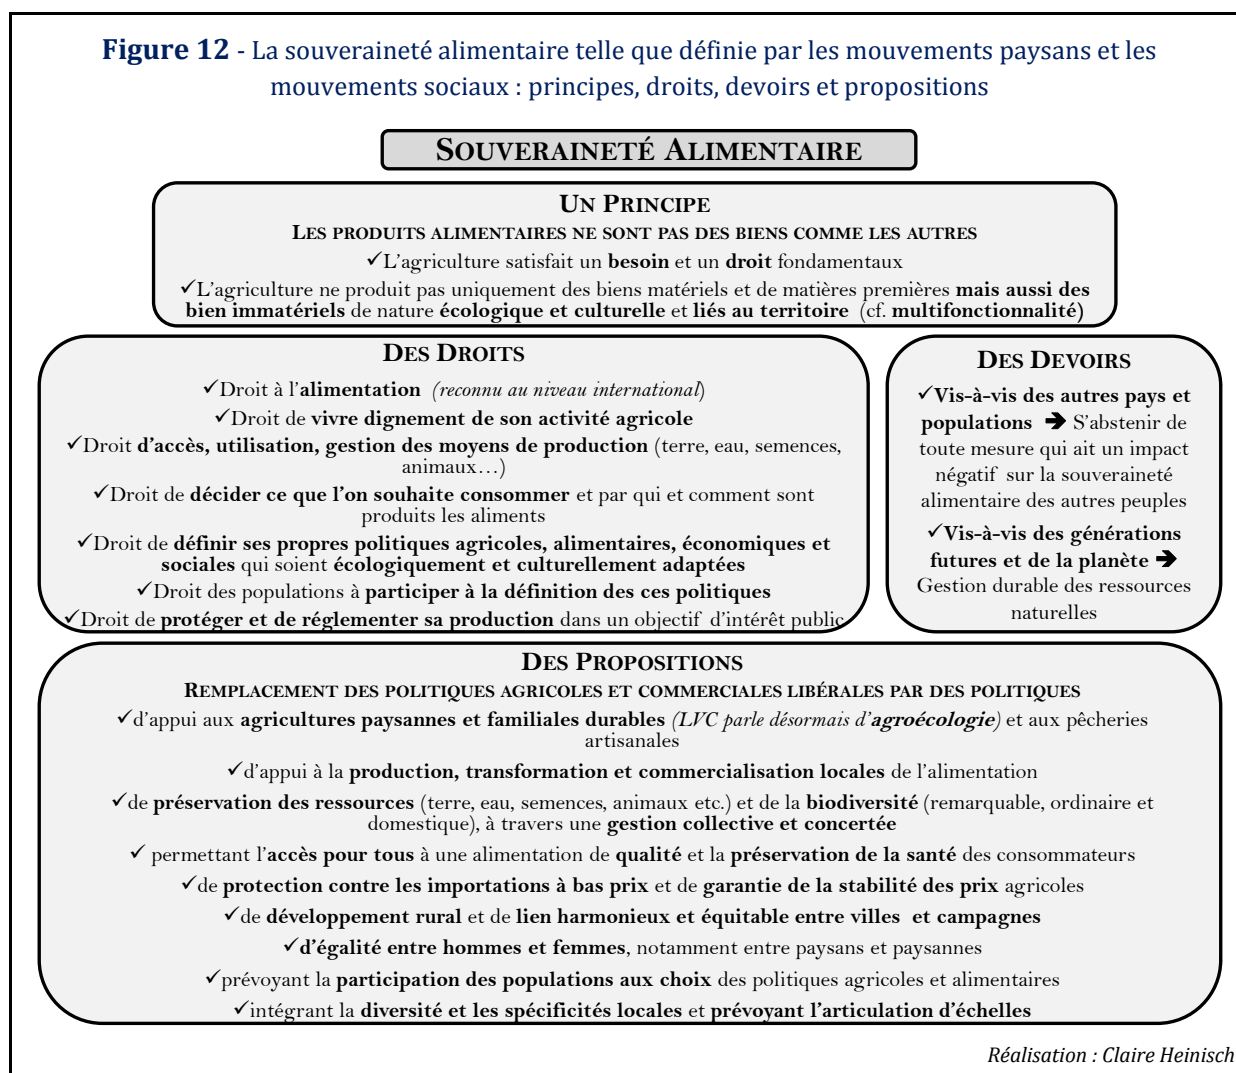 Figure 12 - La souveraineté alimentaire telle que définie par les mouvements paysans et les
mouvements sociaux : principes, droits, devoirs et propositions
SOUVERAINETÉ ALIMENTAIRE
UN PRINCIPE
LES PRODUITS ALIMENTAIRES NE SONT PAS DES BIENS COMME LES AUTRES
✓L'agriculture satisfait un besoin et un droit fondamentaux
✓L'agriculture ne produit pas uniquement des biens matériels et de matières premières mais aussi des
bien immatériels de nature écologique et culturelle et liés au territoire (cf. multifonctionnalité)
DES DROITS
✓Droit à l'alimentation (reconnu au niveau international)
✓Droit de vivre dignement de son activité agricole
✓Droit d'accès, utilisation, gestion des moyens de production (terre, eau, semences,
animaux…)
✓Droit de décider ce que l'on souhaite consommer et par qui et comment sont
produits les aliments
✓Droit de définir ses propres politiques agricoles, alimentaires, économiques et
sociales qui soient écologiquement et culturellement adaptées
✓Droit des populations à participer à la définition des ces politiques
✓Droit de protéger et de réglementer sa production dans un objectif d'intérêt public
DES DEVOIRS
✓Vis-à-vis des autres pays et
populations ➔ S'abstenir de
toute mesure qui ait un impact
négatif sur la souveraineté
alimentaire des autres peuples
✓Vis-à-vis des générations
futures et de la planète ➔
Gestion durable des ressources
naturelles
DES PROPOSITIONS
REMPLACEMENT DES POLITIQUES AGRICOLES ET COMMERCIALES LIBÉRALES PAR DES POLITIQUES
✓d'appui aux agricultures paysannes et familiales durables (LVC parle désormais d'agroécologie) et aux pêcheries
artisanales
✓d'appui à la production, transformation et commercialisation locales de l'alimentation
✓de préservation des ressources (terre, eau, semences, animaux etc.) et de la biodiversité (remarquable, ordinaire et
domestique), à travers une gestion collective et concertée
✓ permettant l'accès pour tous à une alimentation de qualité et la préservation de la santé des consommateurs
✓de protection contre les importations à bas prix et de garantie de la stabilité des prix agricoles
✓de développement rural et de lien harmonieux et équitable entre villes et campagnes
✓d'égalité entre hommes et femmes, notamment entre paysans et paysannes
✓prévoyant la participation des populations aux choix des politiques agricoles et alimentaires
✓intégrant la diversité et les spécificités locales et prévoyant l'articulation d'échelles
Réalisation : Claire Heinisch